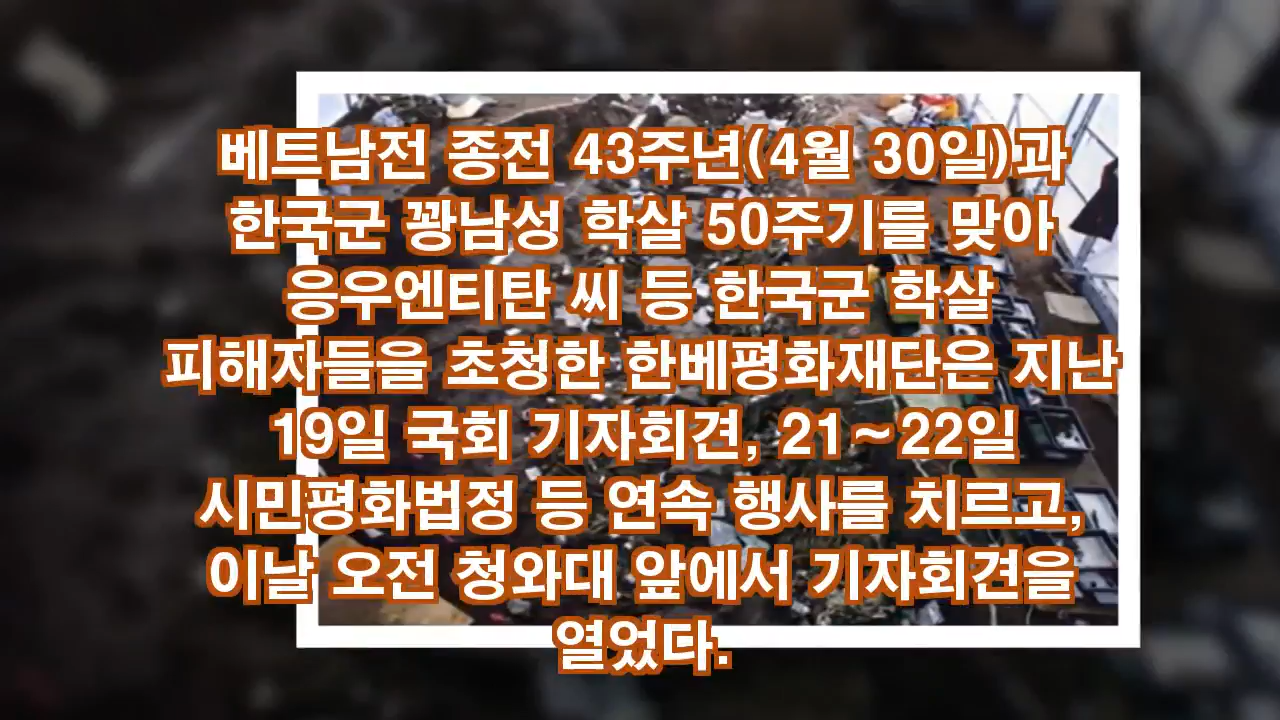 베트남전 종전 43주년(4월 30일)과
한국군 꽝남성 학살 50주기를 맞아
응우엔티탄 씨 등 한국군 학살
피해자들을 초청한 한베평화재단은 지난
19일 국회 기자회견, 21~22일
시민평화법정 등 연속 행사를 치르고,
이날 오전 청와대 앞에서 기자회견을
열었다.